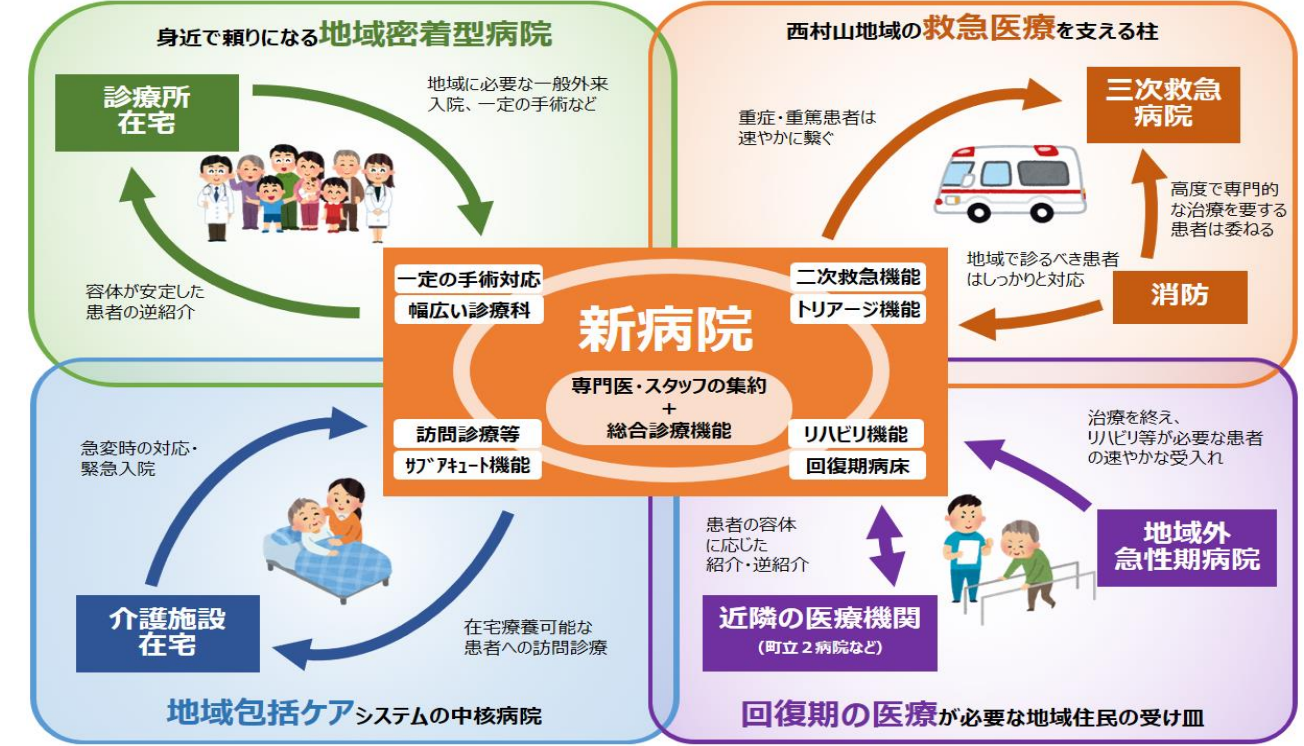 身近で頼りになる地域密着型病院
診療所
在宅
地域に必要な一般外来
入院、一定の手術など
容体が安定した
患者の逆紹介
西村山地域の救急医療を支える柱
三次救急
病院
重症・重篤患者は
速やかに繋ぐ
高度で専門的
な治療を要する
患者は委ねる
地域で診るべき患者
はしっかりと対応
消防
一定の手術対応
幅広い診療科
二次救急機能
トリアージ機能
新病院
専門医・スタッフの集約
+
総合診療機能
訪問診療等
ｻﾌﾞｱｷｭｰﾄ機能
リハビリ機能
回復期病床
急変時の対応・
緊急入院
介護施設
在宅
在宅療養可能な
患者への訪問診療
地域包括ケアシステムの中核病院
治療を終え、
リハビリ等が必要な患者
の速やかな受入れ
患者の容体
に応じた
紹介・逆紹介
地域外
急性期病院
近隣の医療機関
(町立２病院など)
回復期の医療が必要な地域住民の受け皿